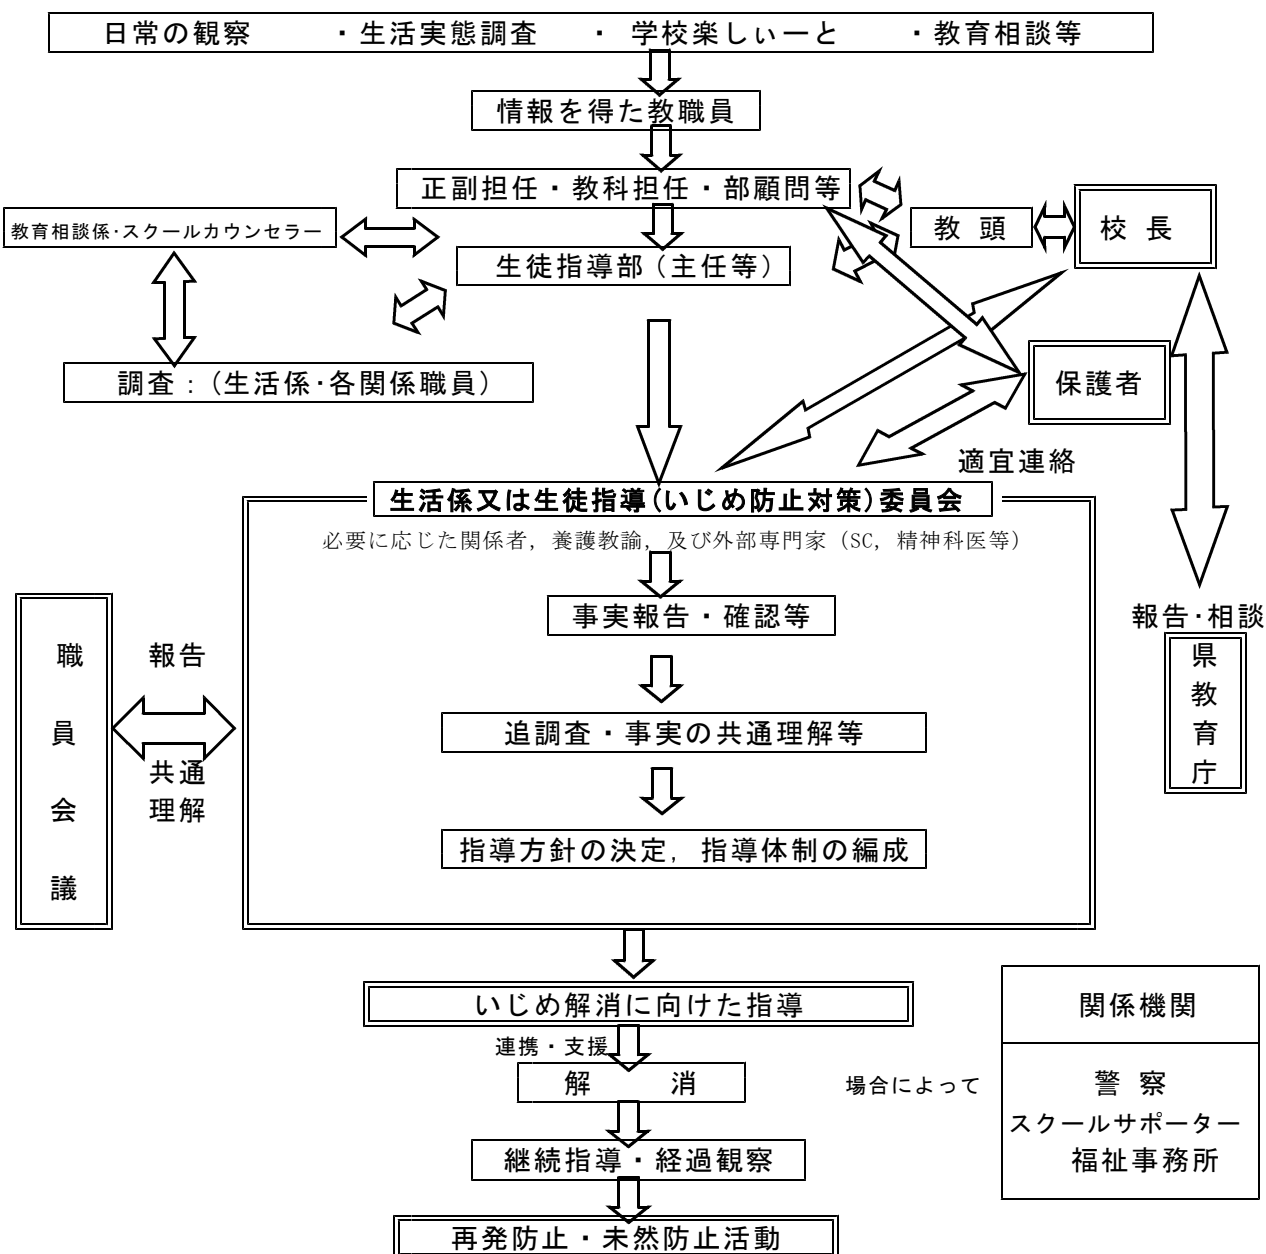 日常の観察　・生活実態調査　・ 学校楽しぃーと　・教育相談等
情報を得た教職員
正副担任・教科担任・部顧問等
教頭
校長
教育相談係・スクールカウンセラー
生徒指導部（主任等）
調査：（生活係・各関係職員）
保護者
適宜連絡
生活係又は生徒指導（いじめ防止対策）委員会
必要に応じた関係者，養護教諭，及び外部専門家（SC，精神科医等）
事実報告・確認等
報告・相談
県教育庁
職員会議
報告
共通
理解
追調査・事実の共通理解等
指導方針の決定，指導体制の編成
いじめ解消に向けた指導
連携・支援
解消
場合によって
関係機関
警察
スクールサポーター
福祉事務所
継続指導・経過観察
再発防止・未然防止活動